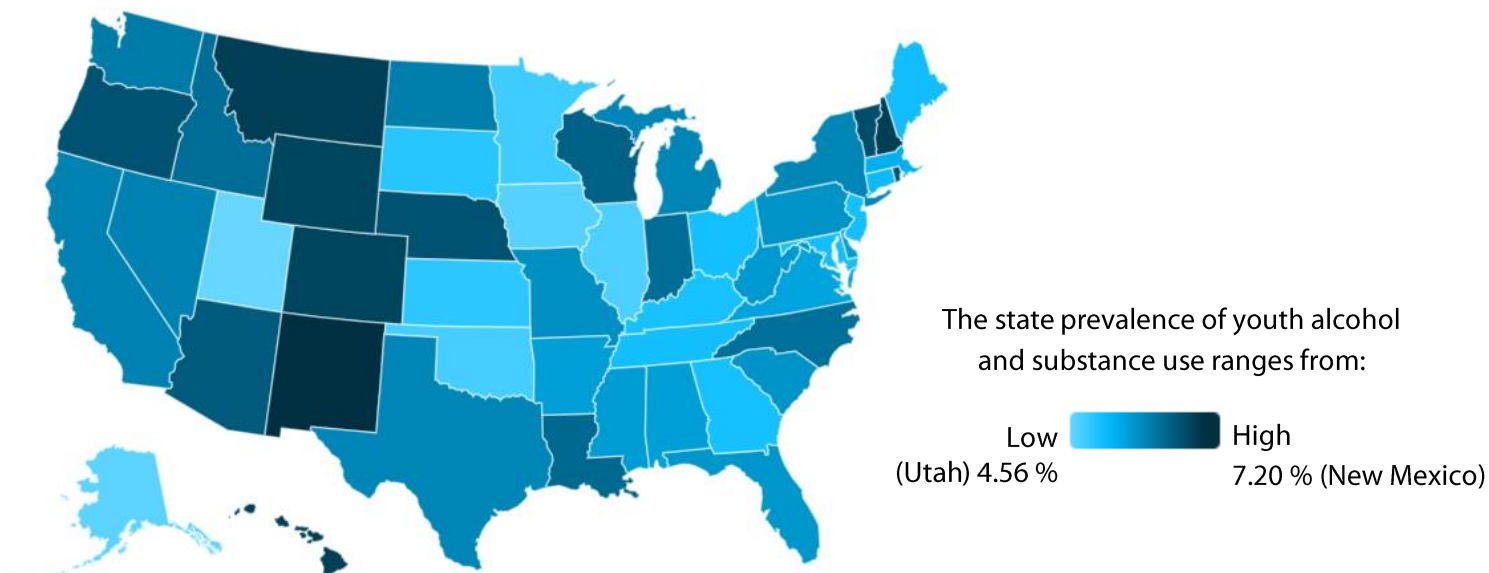 The state prevalence of youth alcohol
and substance use ranges from:
Low
(Utah) 4.56 %
High
7.20 % (New Mexico)